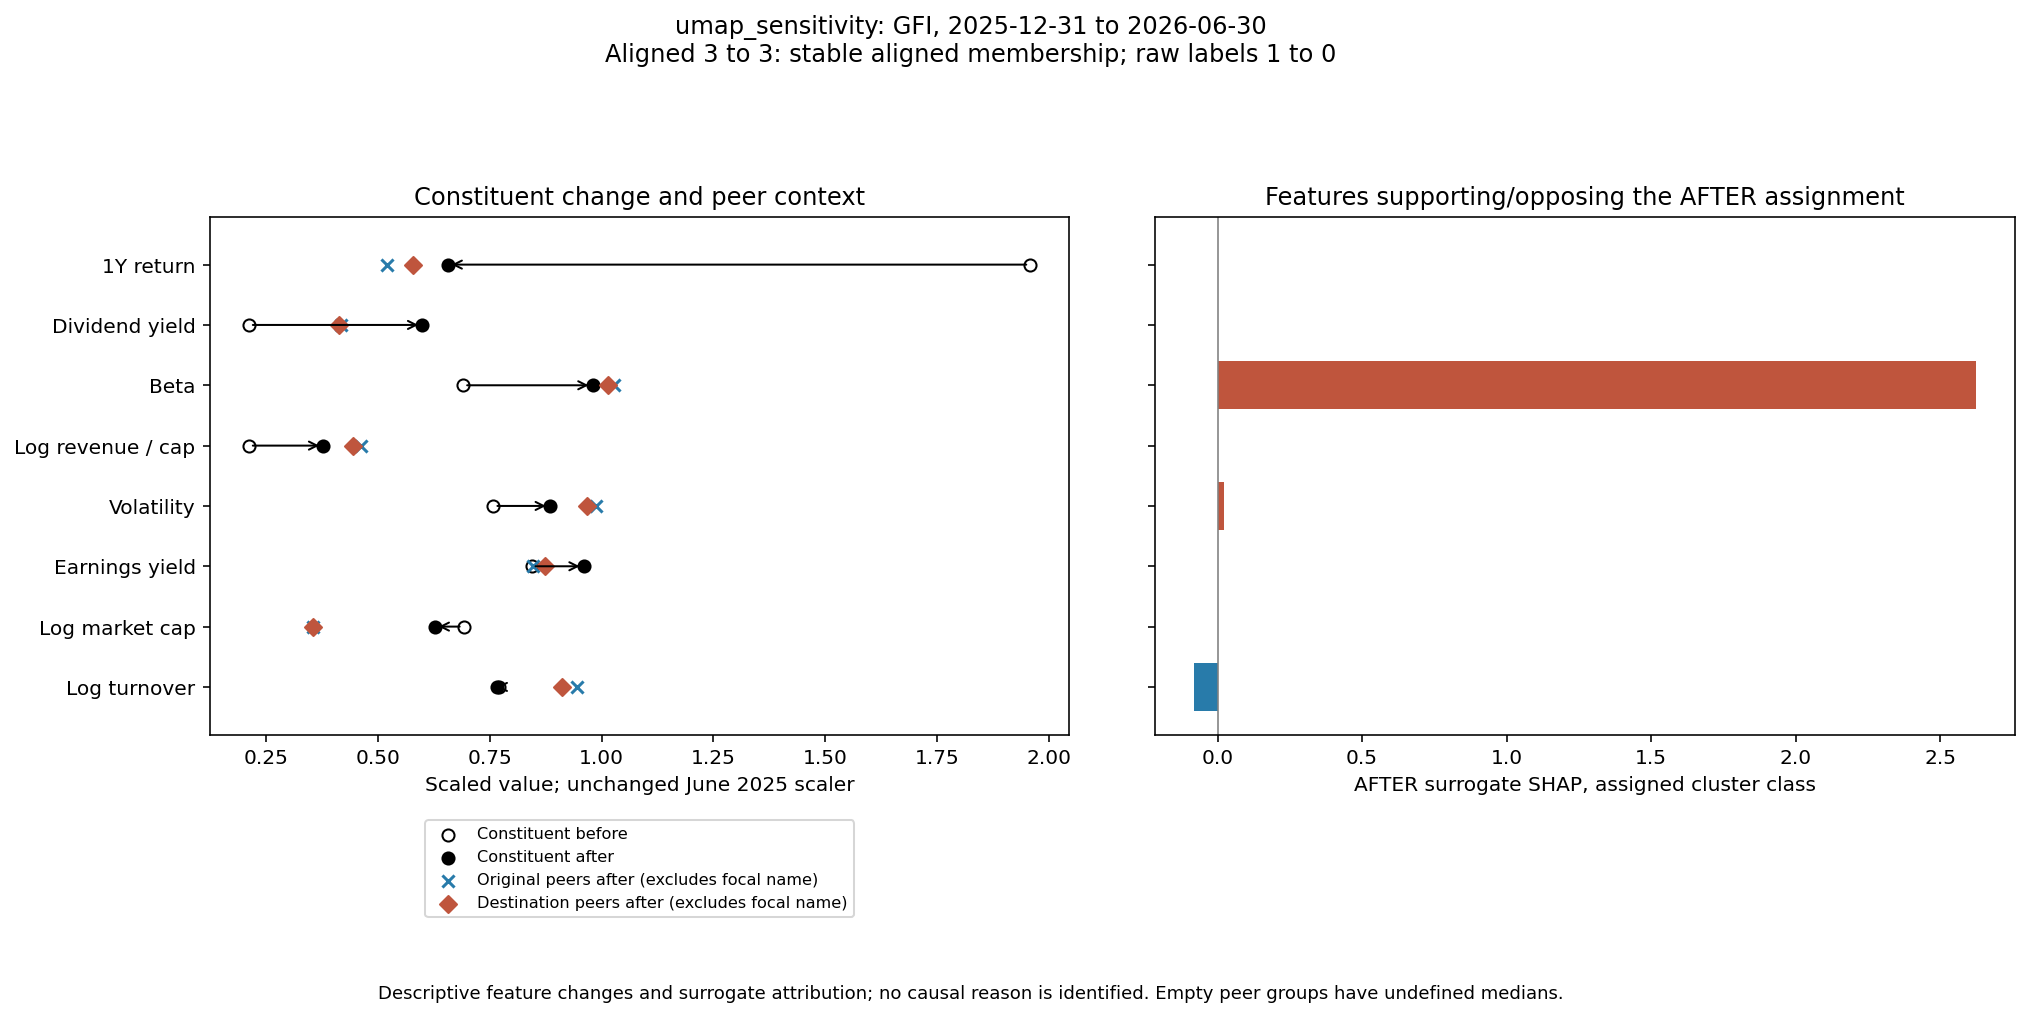 umap_sensitivity: GFI, 2025-12-31 to 2026-06-30
Aligned 3 to 3: stable aligned membership; raw labels 1 to 0
Constituent change and peer context
1Y return
Dividend yield
Beta
Log revenue / cap
Volatility
Earnings yield
Log market cap
Log turnover
0.25 0.50 0.75 1.00 1.25 1.50 1.75 2.00
Scaled value; unchanged June 2025 scaler
Constituent before
Constituent after
Original peers after (excludes focal name)
Destination peers after (excludes focal name)
Features supporting/opposing the AFTER assignment
0.0 0.5 1.0 1.5 2.0 2.5
AFTER surrogate SHAP, assigned cluster class
Descriptive feature changes and surrogate attribution; no causal reason is identified. Empty peer groups have undefined medians.